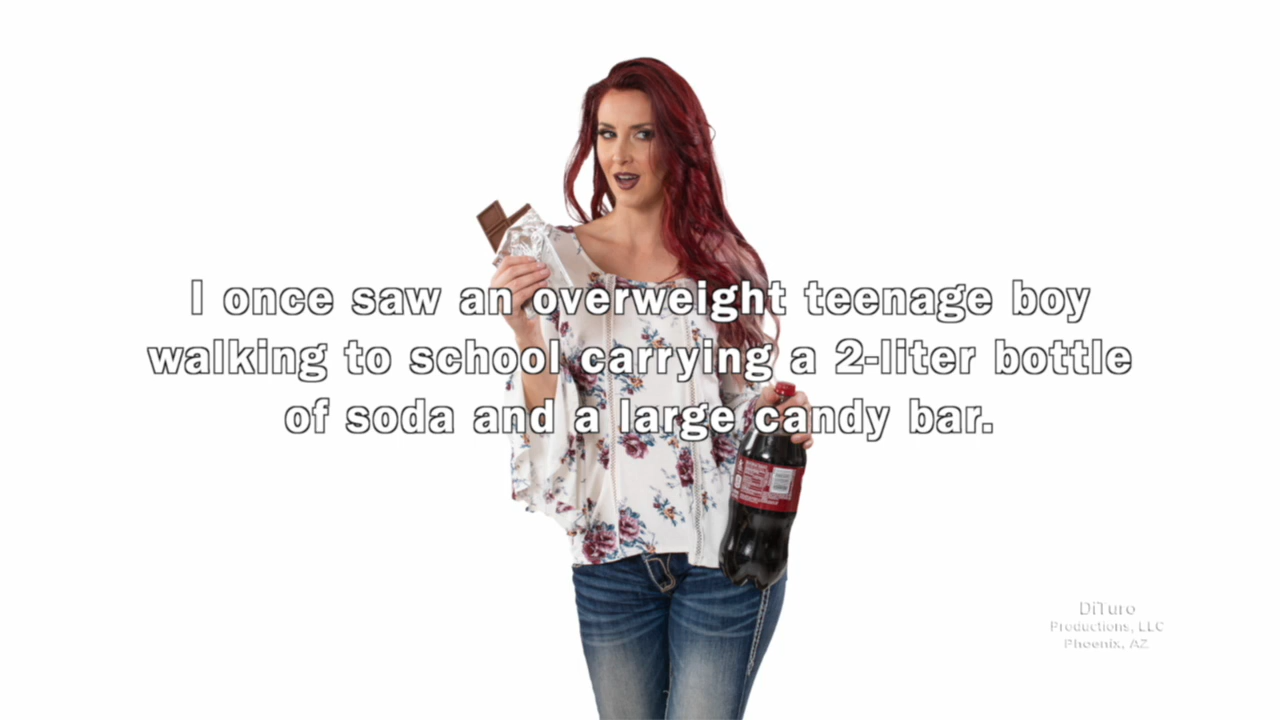 I once saw an overweight teenage boy
walking to school carrying a 2-liter bottle
of soda and a large candy bar.
DiTuro
Productions, LLC
Phoenix, AZ